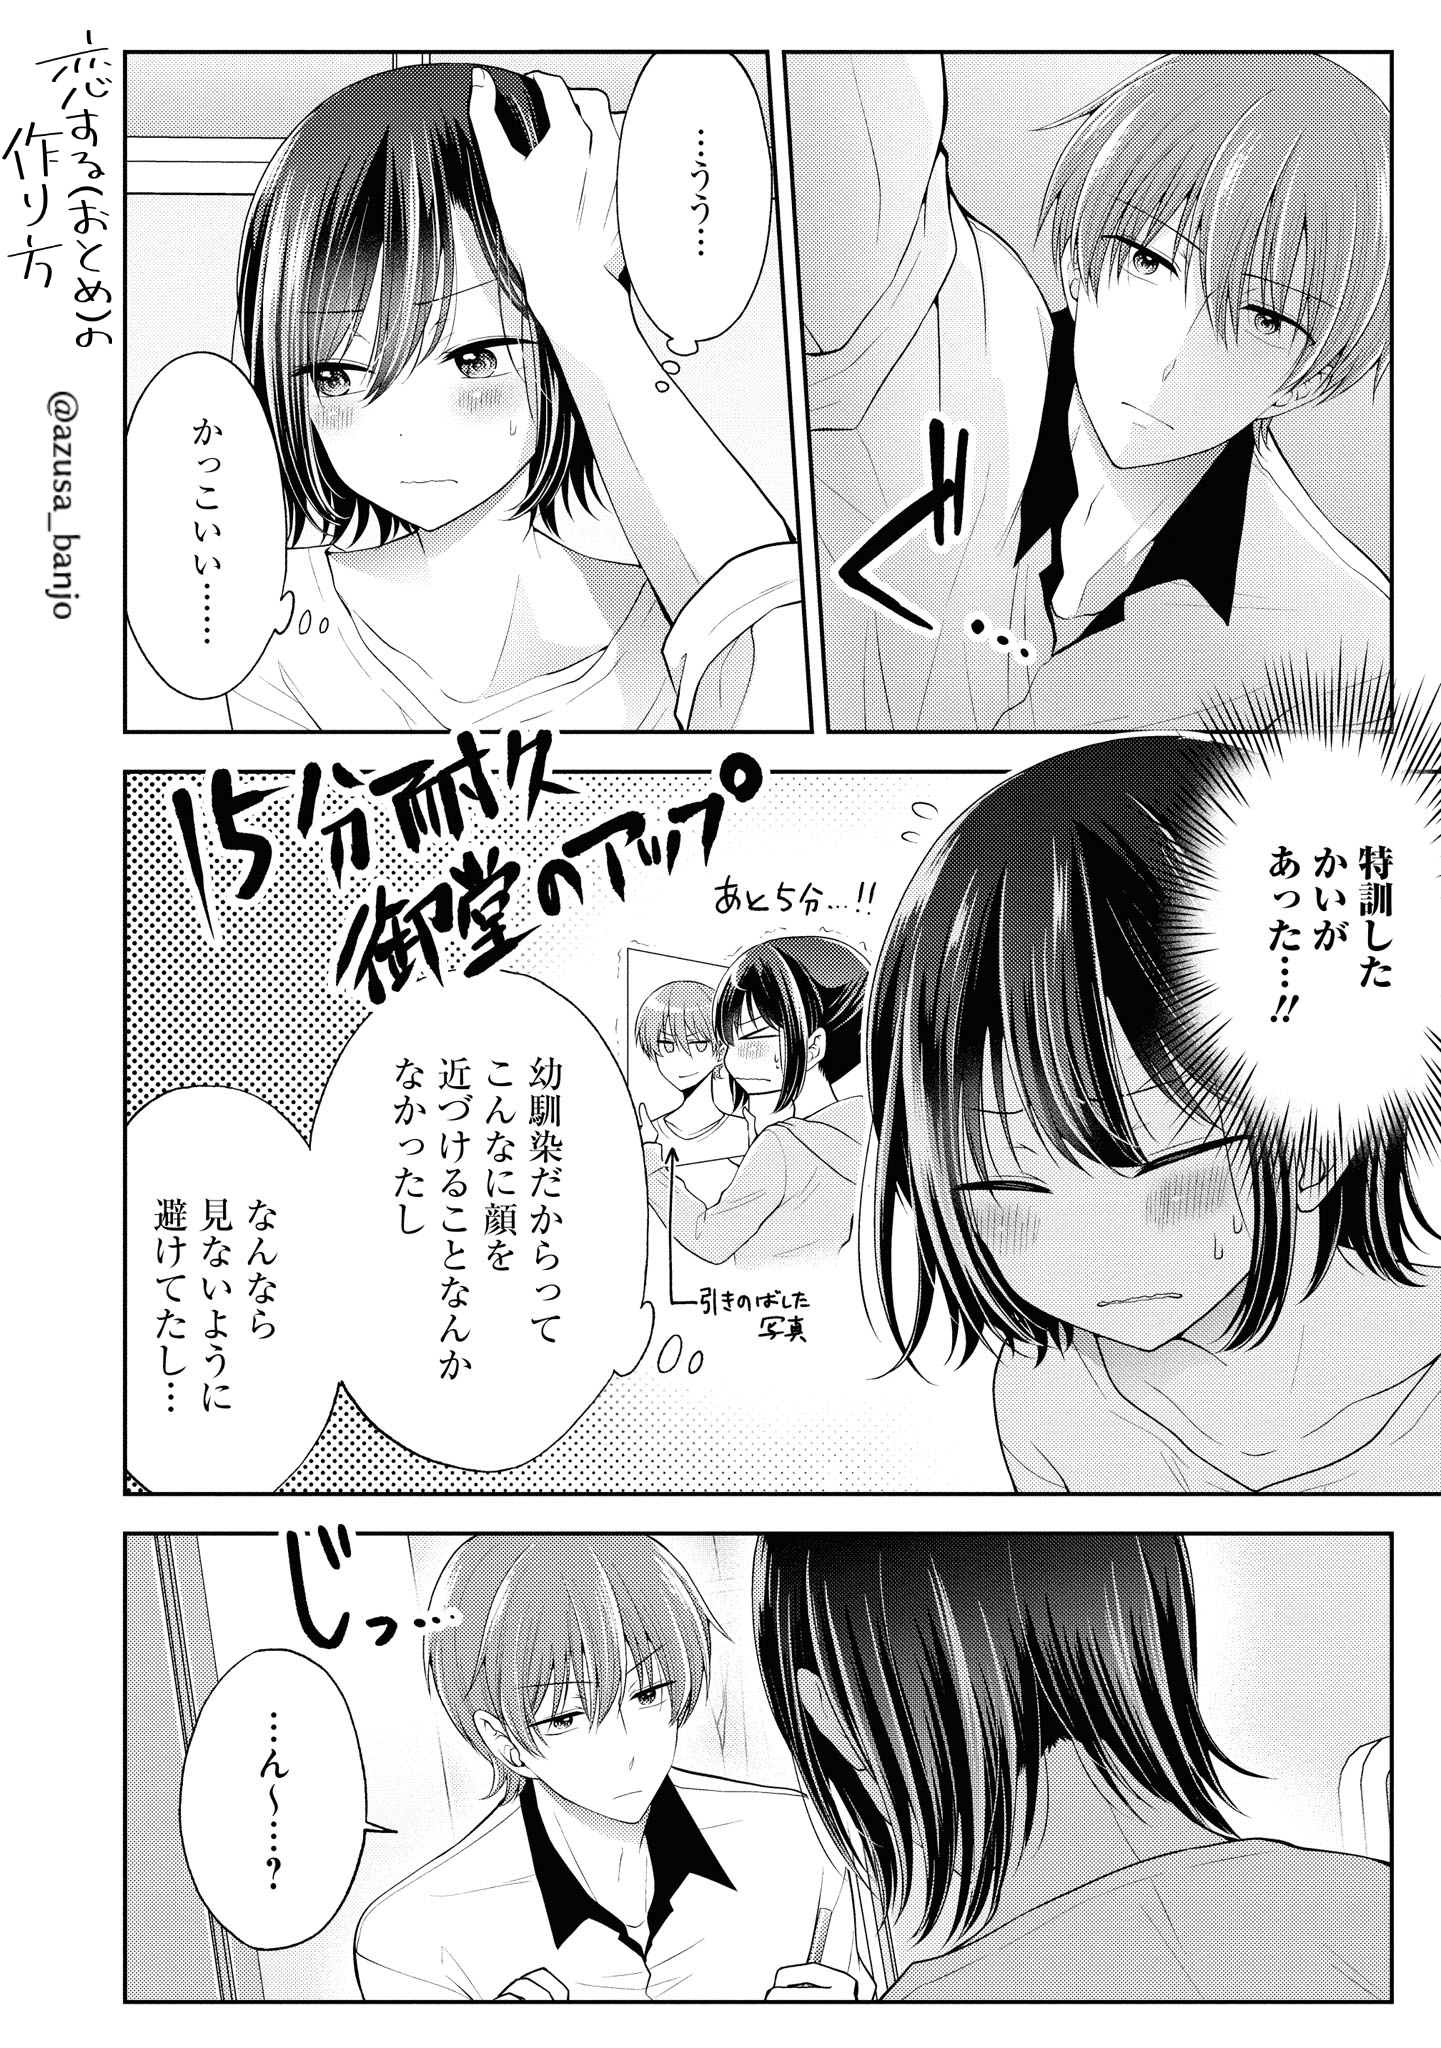 恋する(おとめ)の
作り方
@azusa_banjo
ぐ…
…うう…
かっこいい……
特訓した
かいが
あった…!!
15分耐久
御堂のアップ
あと5分…!!
引きのばした
写真
幼馴染だからって
こんなに顔を
近づけることなんか
なかったし
なんなら
見ないように
避けてたし…
じっ…
…ん〜……?